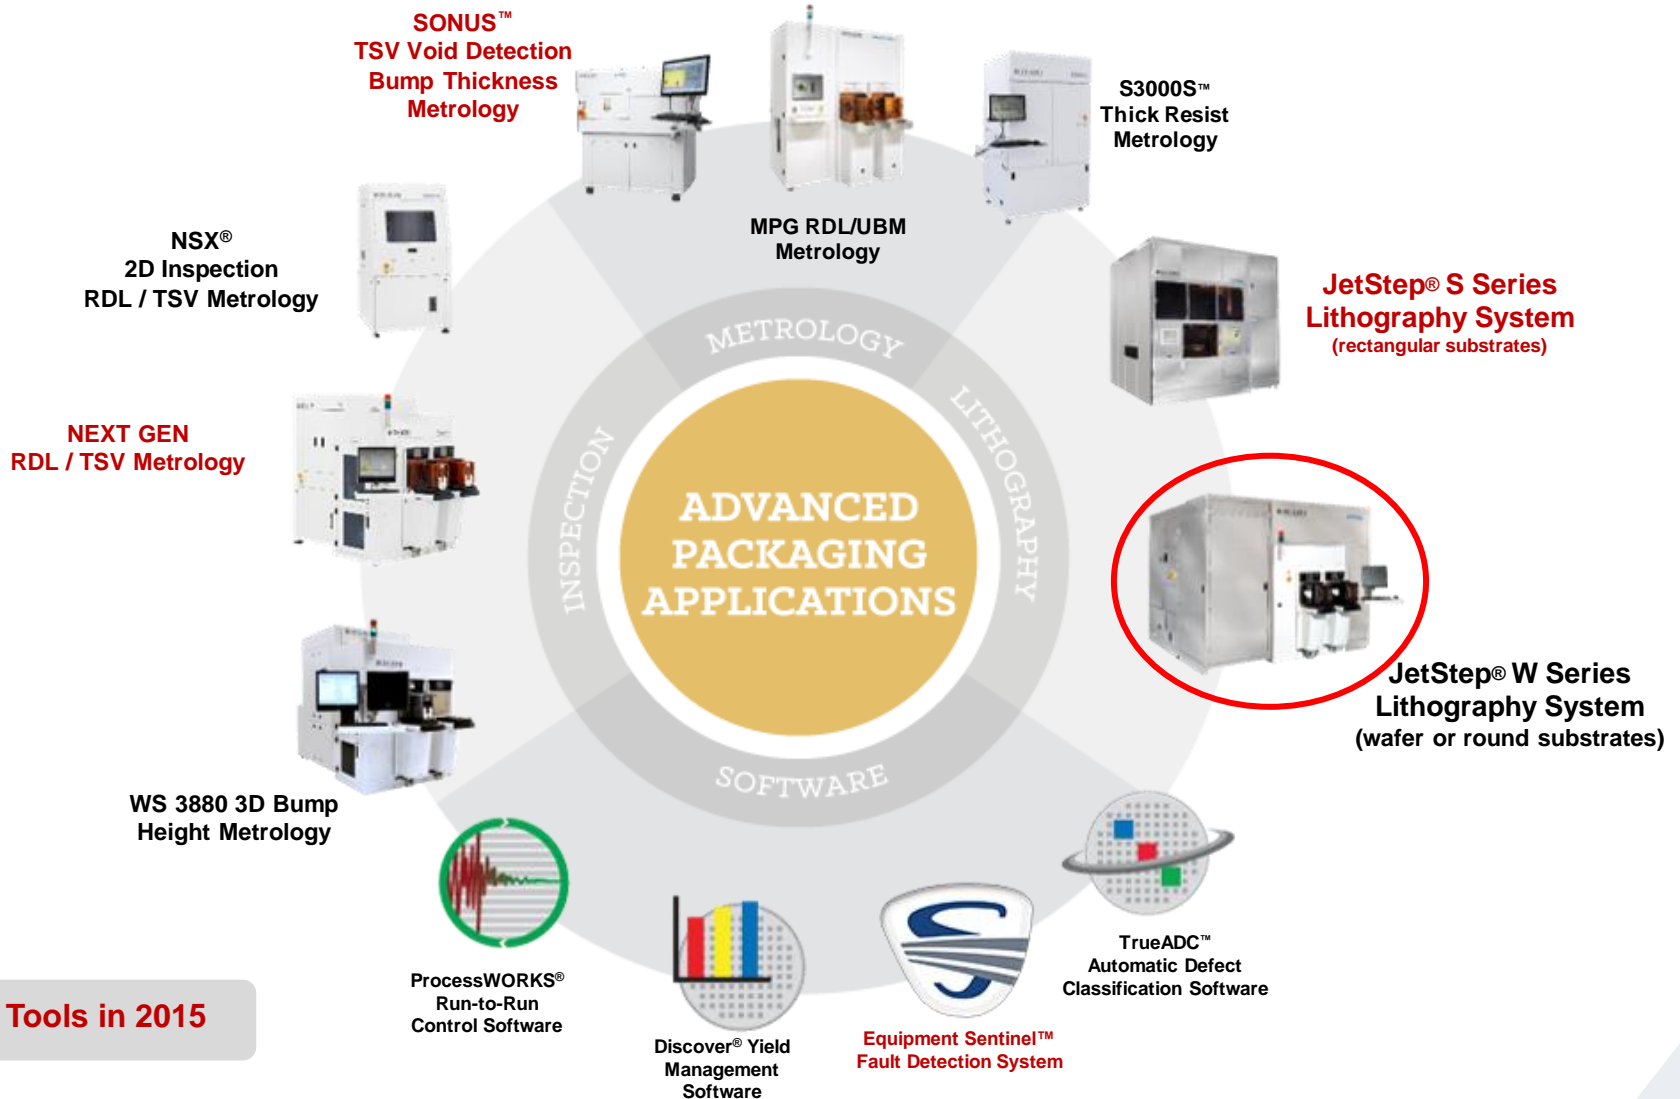 SONUS™
TSV Void Detection
Bump Thickness
Metrology
S3000S™
Thick Resist
Metrology
MPG RDL/UBM
Metrology
NSX®
2D Inspection
RDL / TSV Metrology
JetStep® S Series
Lithography System
(rectangular substrates)
METROLOGY
LITHOGRAPHY
INSPECTION
SOFTWARE
NEXT GEN
RDL / TSV Metrology
ADVANCED
PACKAGING
APPLICATIONS
JetStep® W Series
Lithography System
(wafer or round substrates)
WS 3880 3D Bump
Height Metrology
ProcessWORKS®
Run-to-Run
Control Software
Discover® Yield
Management
Software
Equipment Sentinel™
Fault Detection System
TrueADC™
Automatic Defect
Classification Software
Tools in 2015